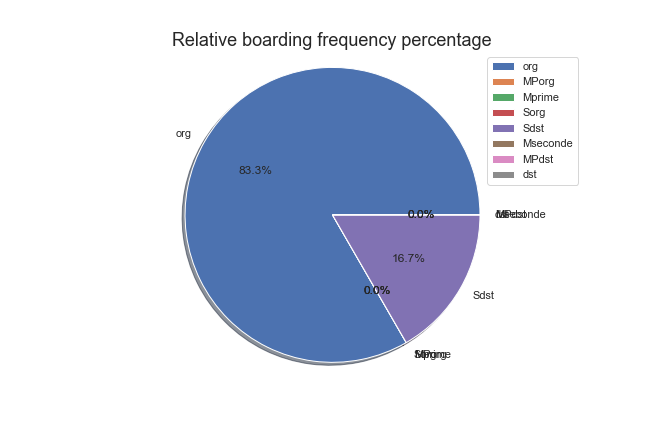 Relative boarding frequency percentage
org
MPorg
Mprime
Sorg
Sdst
Mseconde
MPdst
dst
org
83.3%
0.0%
16.7%
0.0%
Sdst